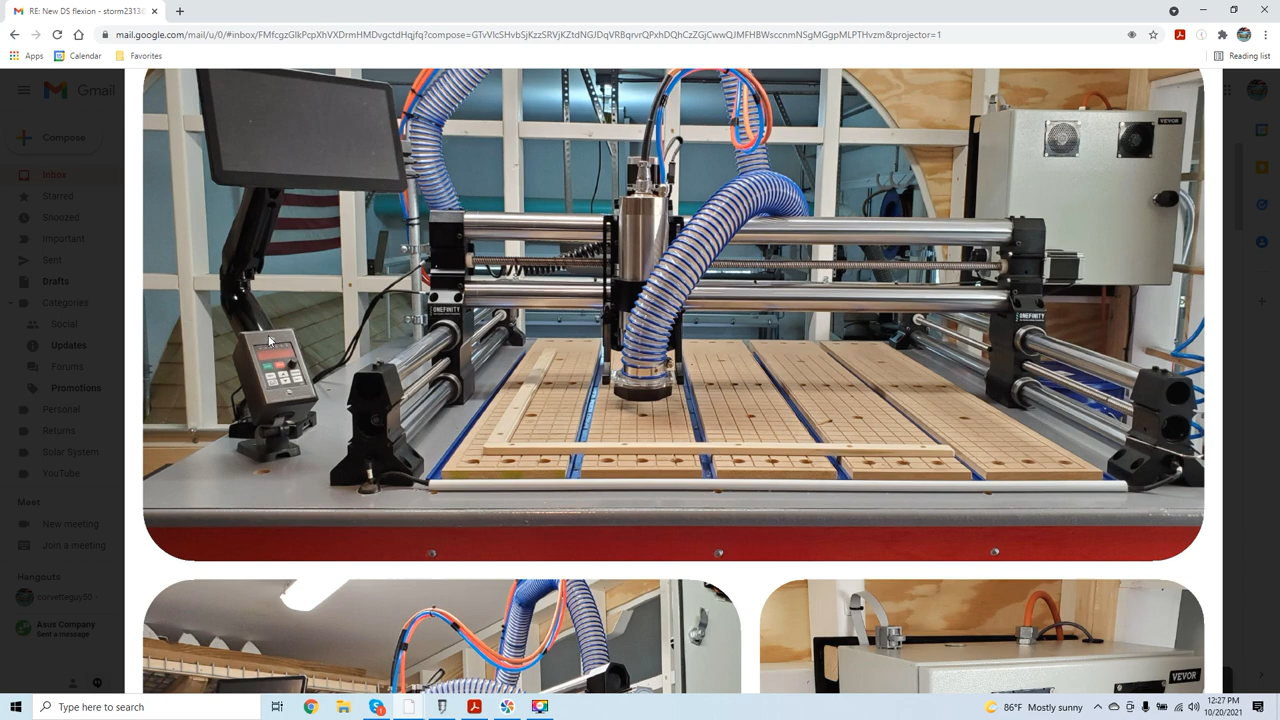 RE: New DS flexion - storm2313@
mail.google.com/mail/u/0/#inbox/FMfcgzGlkPcpXhVXDrmHMDvgctdHqjfq?compose=GTvVlcSHvbSjKzzSRVjKZtdNGJDqVRBqrvrQPxhDQhCzZGjCwwQJMFHBWsccnmNSgMGgpMLPTHvzm&projector=1
Apps
Calendar
Favorites
Reading list
Gmail
Compose
Inbox
Starred
Snoozed
Important
Sent
Drafts
Categories
Social
Updates
Forums
Promotions
Personal
Returns
Solar System
YouTube
Meet
New meeting
Join a meeting
Hangouts
corvetteguy50
Asus Company
Sent a message
VEVOR
ONEFINITY
ONEFINITY
VEVOR
Type here to search
86°F Mostly sunny
12:27 PM
10/20/2021